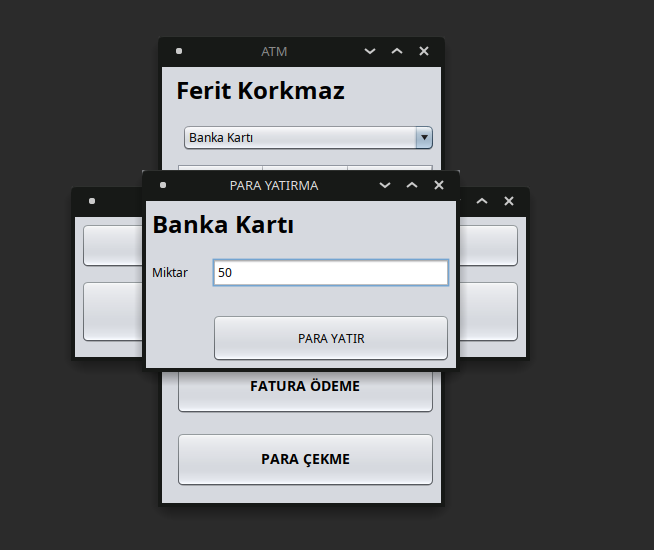 ATM
Ferit Korkmaz
Banka Kartı
PARA YATIRMA
Banka Kartı
Miktar 50
PARA YATIR
FATURA ÖDEME
PARA ÇEKME